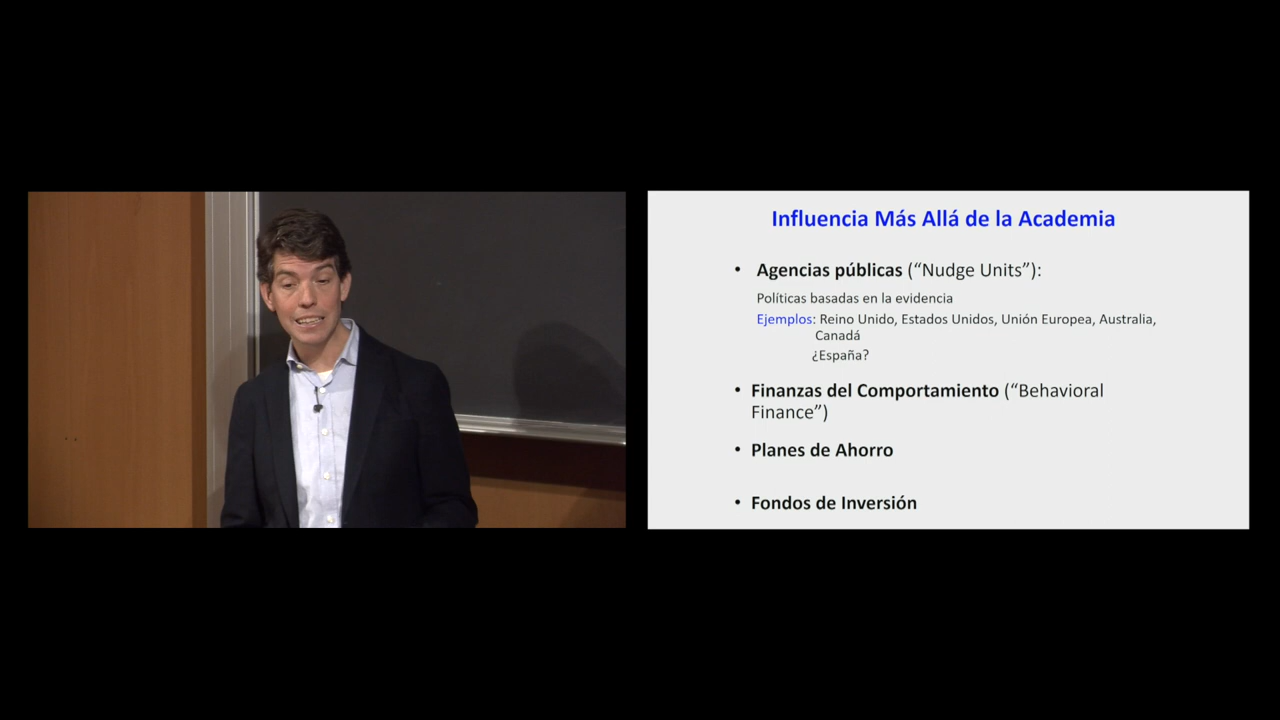 Influencia Más Allá de la Academia
• Agencias públicas (“Nudge Units”):
Políticas basadas en la evidencia
Ejemplos: Reino Unido, Estados Unidos, Unión Europea, Australia,
Canadá
¿España?
• Finanzas del Comportamiento (“Behavioral
Finance”)
• Planes de Ahorro
• Fondos de Inversión